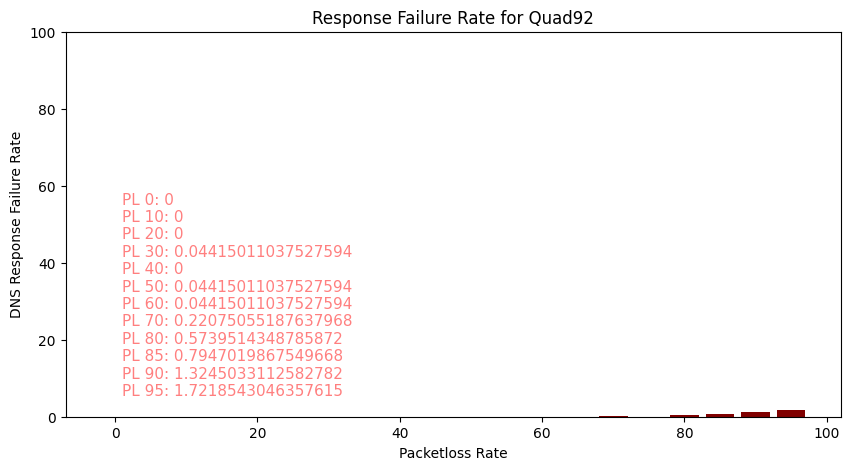 Response Failure Rate for Quad92
100
80
60
40
20
0
DNS Response Failure Rate
PL 0: 0
PL 10: 0
PL 20: 0
PL 30: 0.04415011037527594
PL 40: 0
PL 50: 0.04415011037527594
PL 60: 0.04415011037527594
PL 70: 0.22075055187637968
PL 80: 0.5739514348785872
PL 85: 0.7947019867549668
PL 90: 1.3245033112582782
PL 95: 1.7218543046357615
0 20 40 60 80 100
Packetloss Rate